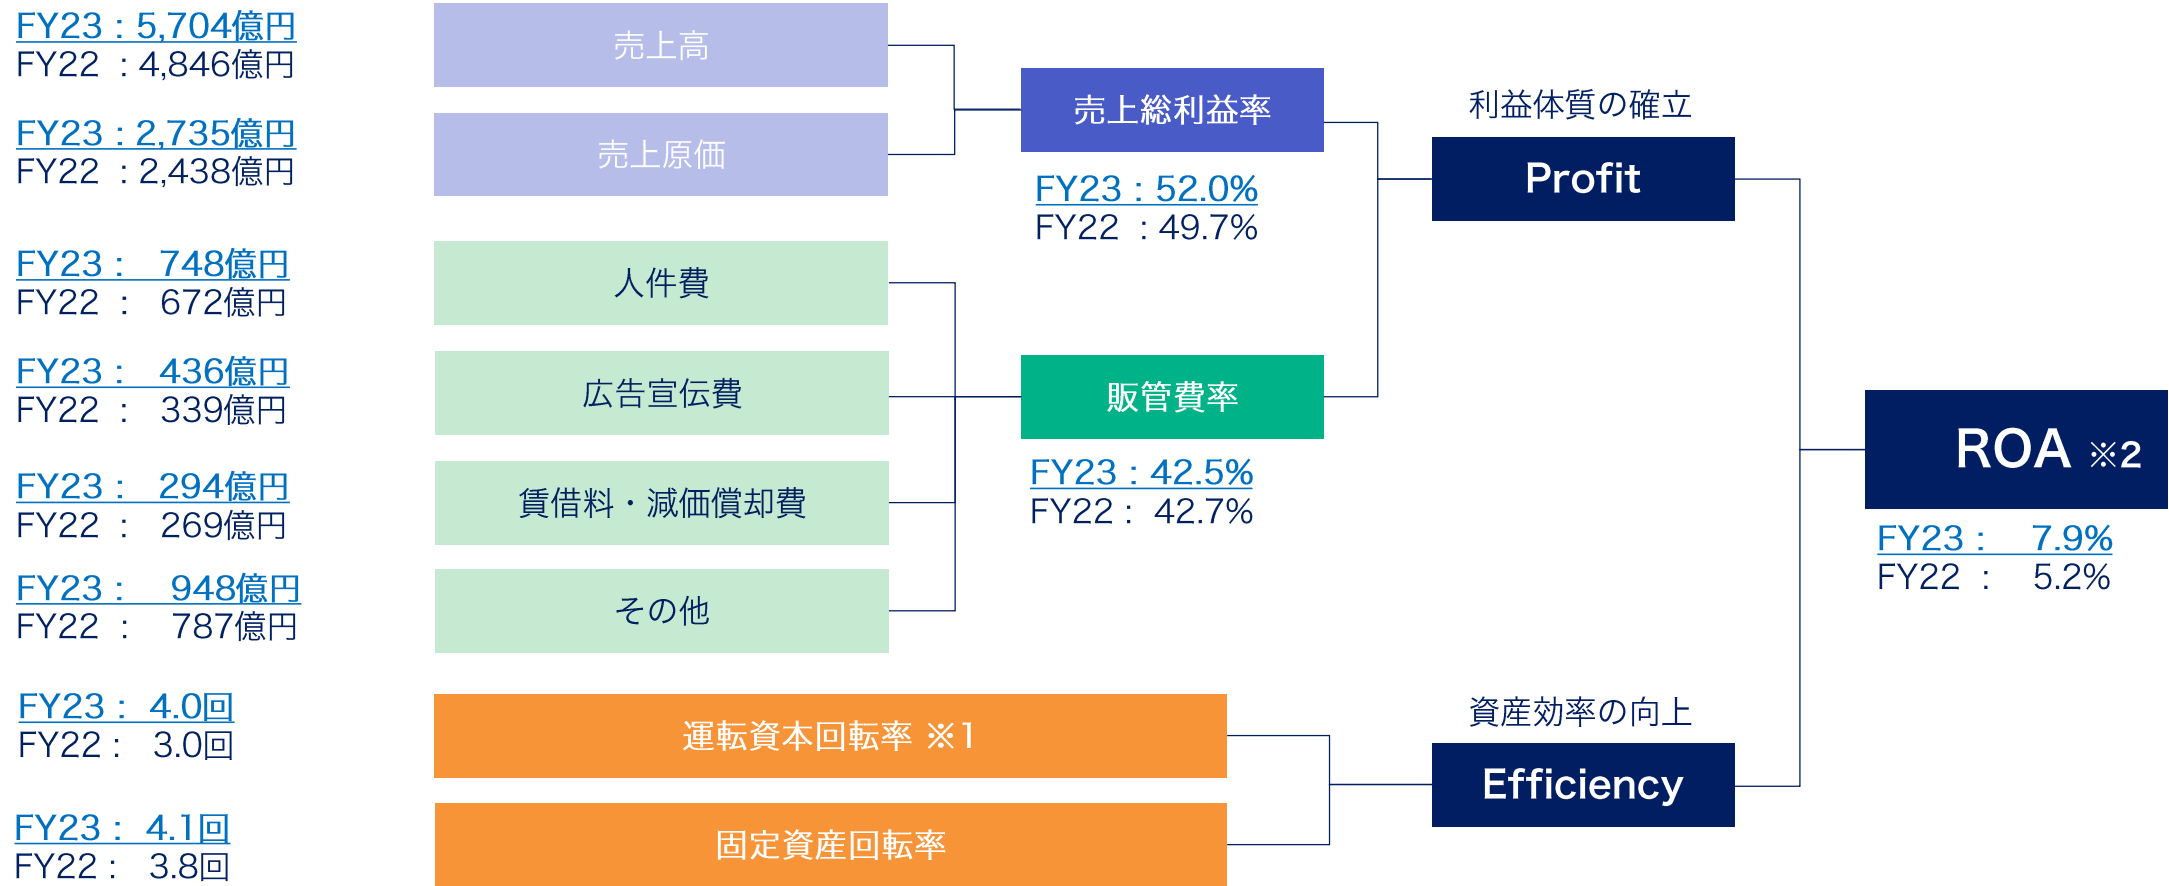 FY23：5,704億円
FY22 ：4,846億円
売上高
FY23：2,735億円
FY22 ：2,438億円
売上原価
売上総利益率
FY23：52.0%
FY22 ：49.7%
利益体質の確立
Profit
FY23： 748億円
FY22 ： 672億円
人件費
FY23： 436億円
FY22 ： 339億円
広告宣伝費
FY23： 294億円
FY22 ： 269億円
賃借料・減価償却費
FY23： 948億円
FY22 ： 787億円
その他
販管費率
FY23：42.5%
FY22： 42.7%
ROA ※2
FY23： 7.9%
FY22 ： 5.2%
FY23： 4.0回
FY22： 3.0回
運転資本回転率 ※1
FY23： 4.1回
FY22： 3.8回
固定資産回転率
資産効率の向上
Efficiency